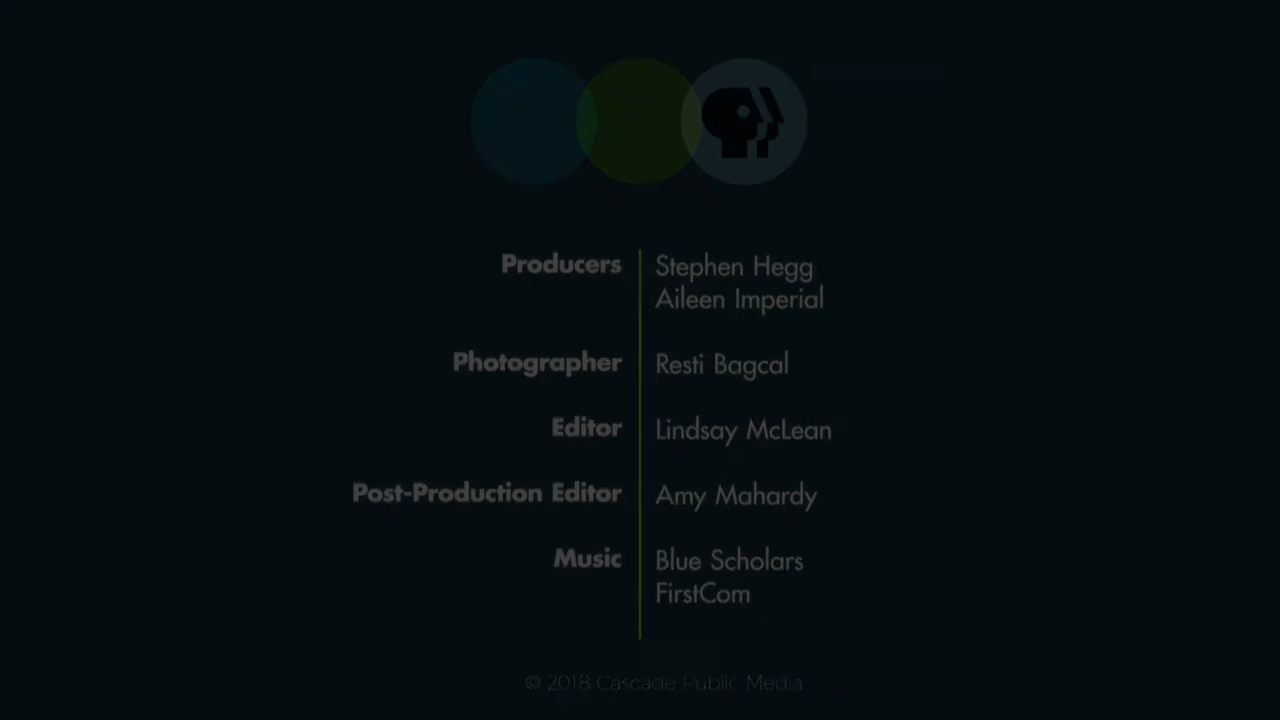 Producers Stephen Hegg
Aileen Imperial
Photographer Resti Bagcal
Editor Lindsay McLean
Post-Production Editor Amy Mahardy
Music Blue Scholars
FirstCom
© 2018 Cascade Public Media